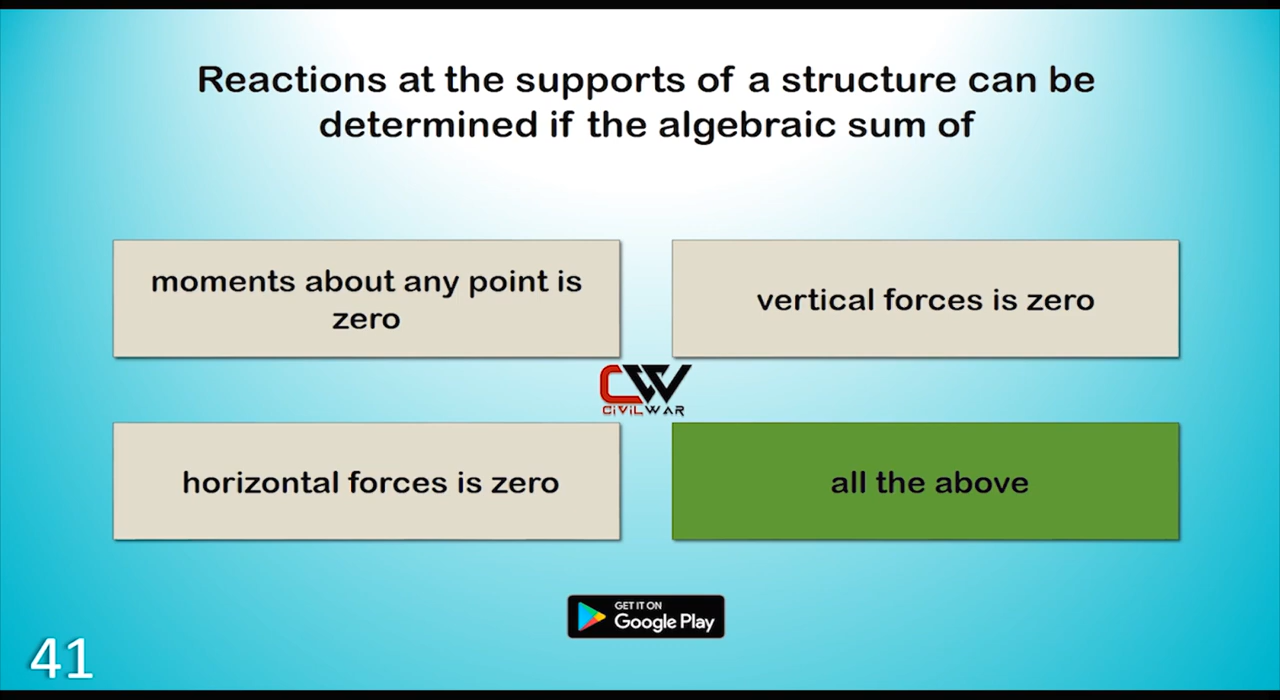 Reactions at the supports of a structure can be
determined if the algebraic sum of
moments about any point is
zero
vertical forces is zero
CW
CiViLWAR
horizontal forces is zero
all the above
GET IT ON
Google Play
41